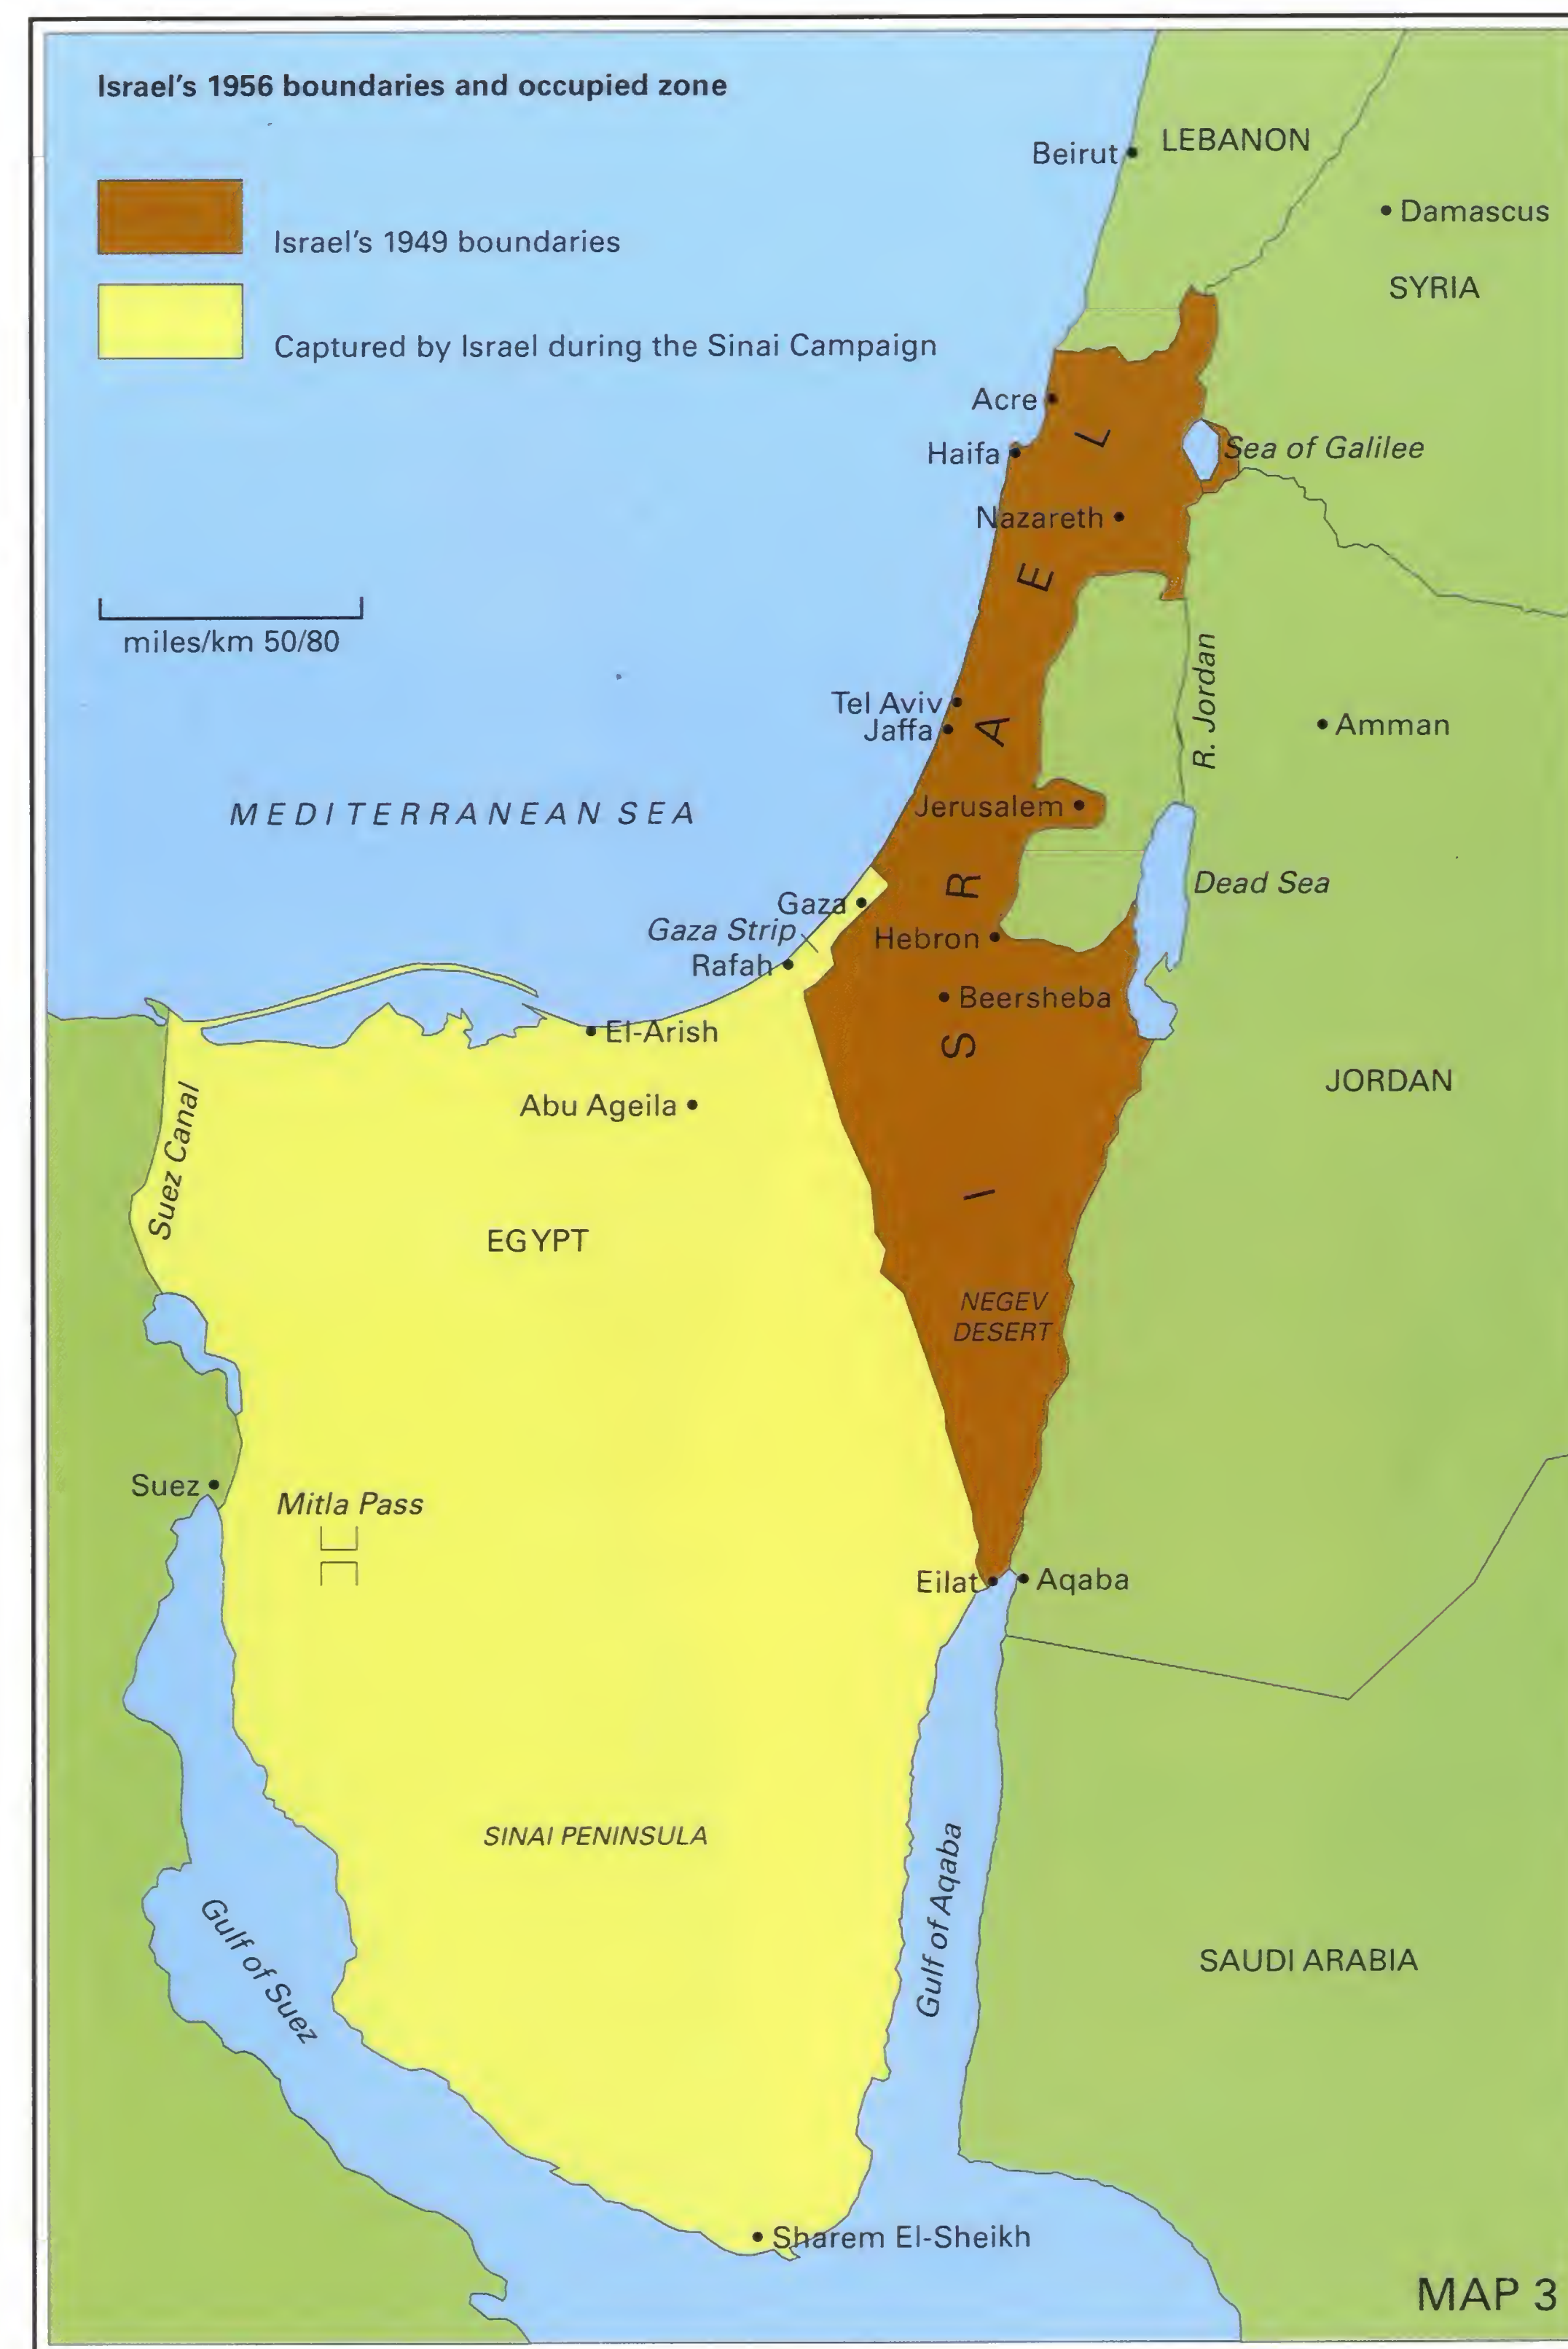 Israel's 1956 boundaries and occupied zone
Israel's 1949 boundaries
Captured by Israel during the Sinai Campaign
miles/km 50/80
Beirut
LEBANON
Damascus
SYRIA
Acre
Haifa
Sea of Galilee
Nazareth
ISRAEL
R. Jordan
Tel Aviv
Jaffa
Amman
MEDITERRANEAN SEA
Jerusalem
Dead Sea
Gaza
Gaza Strip
Hebron
Rafah
Beersheba
El-Arish
JORDAN
Abu Ageila
Suez Canal
EGYPT
NEGEV
DESERT
Suez
Mitla Pass
Eilat
Aqaba
SINAI PENINSULA
Gulf of Aqaba
Gulf of Suez
SAUDI ARABIA
Sharem El-Sheikh
MAP 3